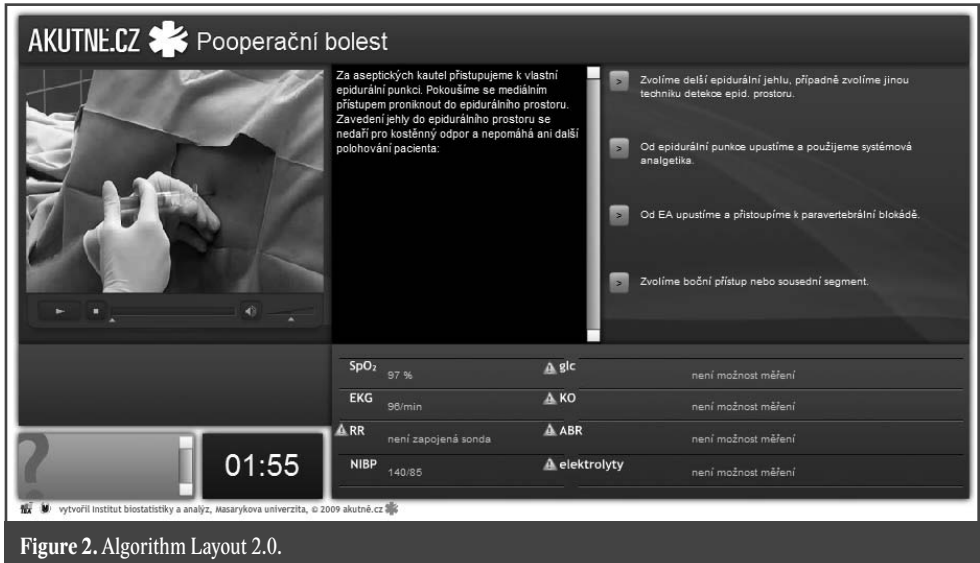 AKUTNE.CZ Pooperační bolest
Za aseptických kautel přistupujeme k vlastní
epidurální punkci. Pokoušíme se mediálním
přístupem proniknout do epidurálního prostoru.
Zavedení jehly do epidurálního prostoru se
nedaří pro kostěnný odpor a nepomáhá ani další
polohování pacienta:
> Zvolíme delší epidurální jehlu, případně zvolíme jinou
techniku detekce epid. prostoru.
> Od epidurální punkce upustíme a použijeme systémová
analgetika.
> Od EA upustíme a přistoupíme k paravertebrální blokádě.
> Zvolíme boční přístup nebo sousední segment.
SpO₂ 97 % glc není možnost měření
EKG 96/min KO není možnost měření
RR není zapojená sonda ABR není možnost měření
NIBP 140/85 elektrolyty není možnost měření
?
01:55
vytvořil Institut biostatistiky a analýz, Masarykova univerzita, © 2009 akutně.cz
Figure 2. Algorithm Layout 2.0.